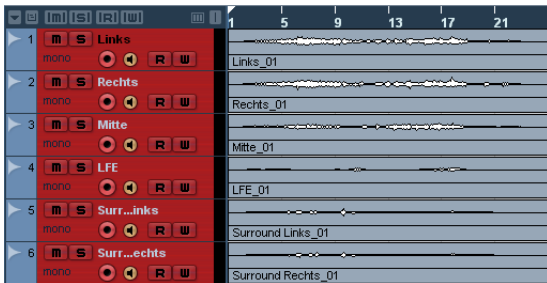 [m] [S] [R] [W]
1 5 9 13 17 21
1 m S Links
mono R W
Links_01
2 m S Rechts
mono R W
Rechts_01
3 m S Mitte
mono R W
Mitte_01
4 m S LFE
mono R W
LFE_01
5 m S Surr...inks
mono R W
Surround Links_01
6 m S Surr...echts
mono R W
Surround Rechts_01